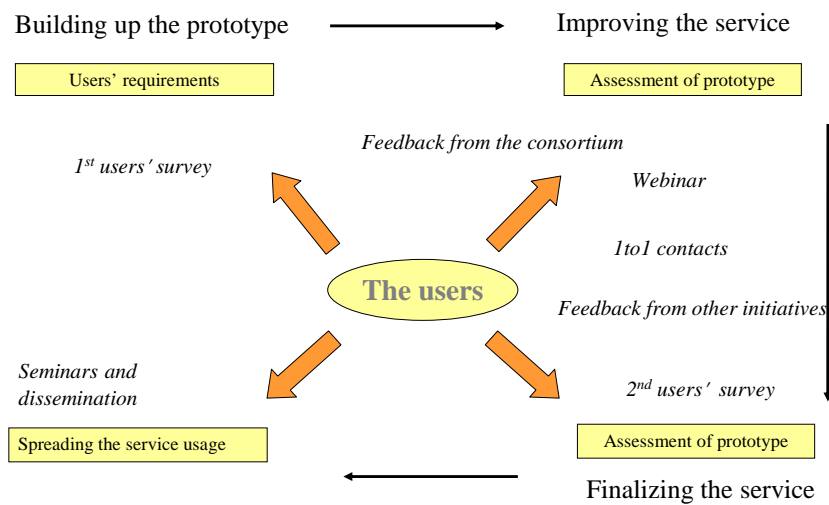 Building up the prototype
Improving the service
Users’ requirements
Assessment of prototype
Feedback from the consortium
1st users’ survey
Webinar
1to1 contacts
The users
Feedback from other initiatives
Seminars and
dissemination
2nd users’ survey
Spreading the service usage
Assessment of prototype
Finalizing the service